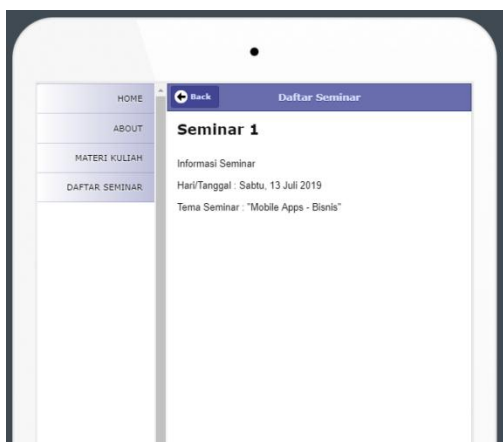 HOME
ABOUT
MATERI KULIAH
DAFTAR SEMINAR
Back
Daftar Seminar
Seminar 1
Informasi Seminar
Hari/Tanggal : Sabtu, 13 Juli 2019
Tema Seminar : "Mobile Apps - Bisnis"